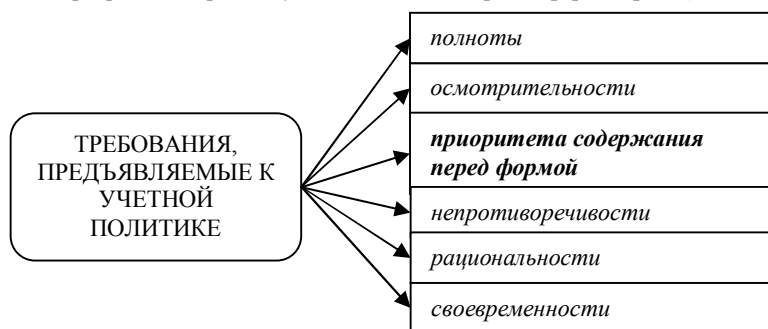 ТРЕБОВАНИЯ,
ПРЕДЪЯВЛЯЕМЫЕ К
УЧЕТНОЙ
ПОЛИТИКЕ
полноты
осмотрительности
приоритета содержания
перед формой
непротиворечивости
рациональности
своевременности